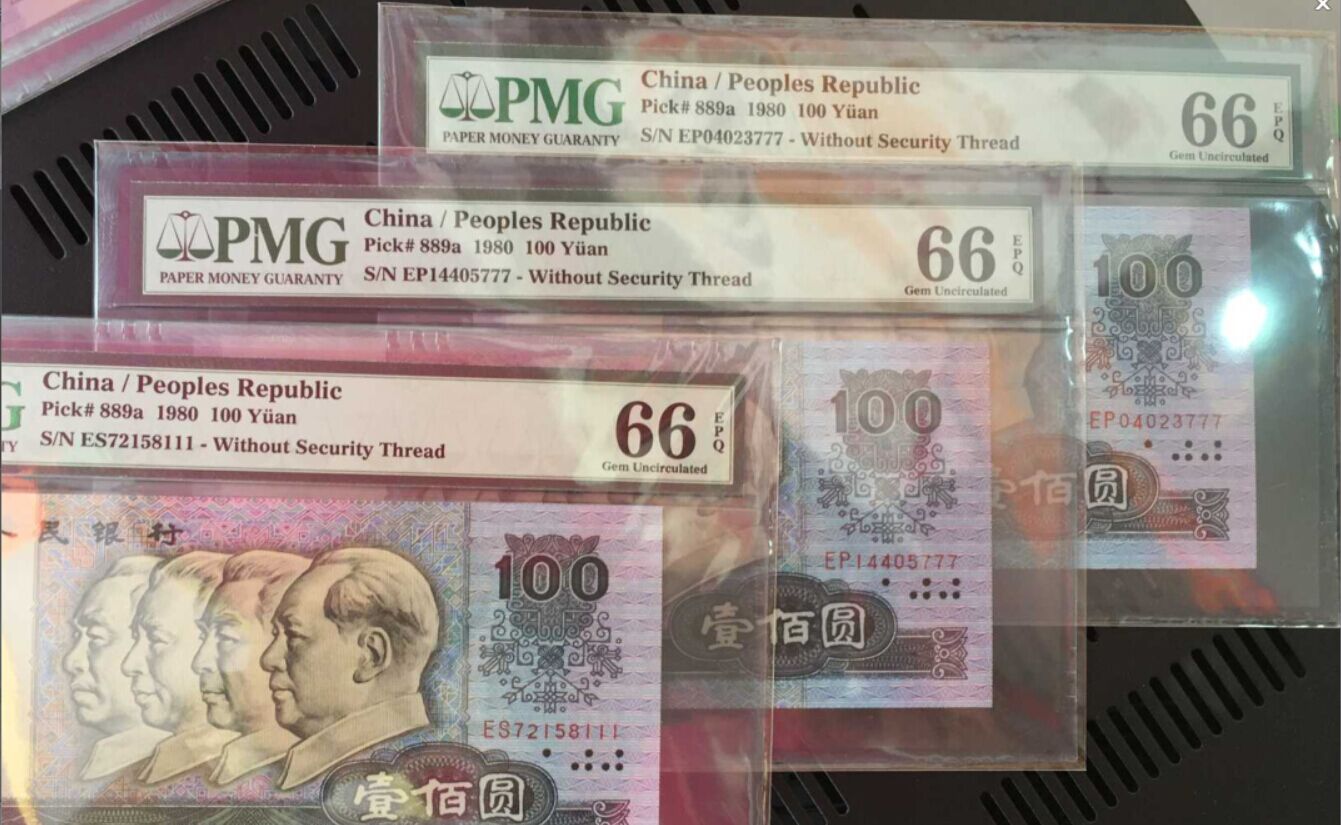 PMG
PAPER MONEY GUARANTY
China / Peoples Republic
Pick# 889a 1980 100 Yüan
S/N EP04023777 - Without Security Thread
66
EPQ
Gem Uncirculated
100
EP04023777
佰圆
PMG
PAPER MONEY GUARANTY
China / Peoples Republic
Pick# 889a 1980 100 Yüan
S/N EP14405777 - Without Security Thread
66
EPQ
Gem Uncirculated
100
EP14405777
壹佰圆
G
TY
China / Peoples Republic
Pick# 889a 1980 100 Yüan
S/N ES72158111 - Without Security Thread
66
EPQ
Gem Uncirculated
民银行
100
ES72158111
壹佰圆